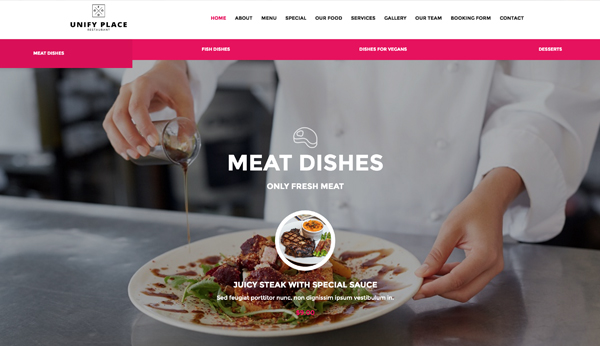 UNIFY PLACE
RESTAURANT
HOME ABOUT MENU SPECIAL OUR FOOD SERVICES GALLERY OUR TEAM BOOKING FORM CONTACT
MEAT DISHES FISH DISHES DISHES FOR VEGANS DESSERTS
MEAT DISHES
ONLY FRESH MEAT
JUICY STEAK WITH SPECIAL SAUCE
Sed feugiat porttitor nunc, non dignissim ipsum vestibulum in.